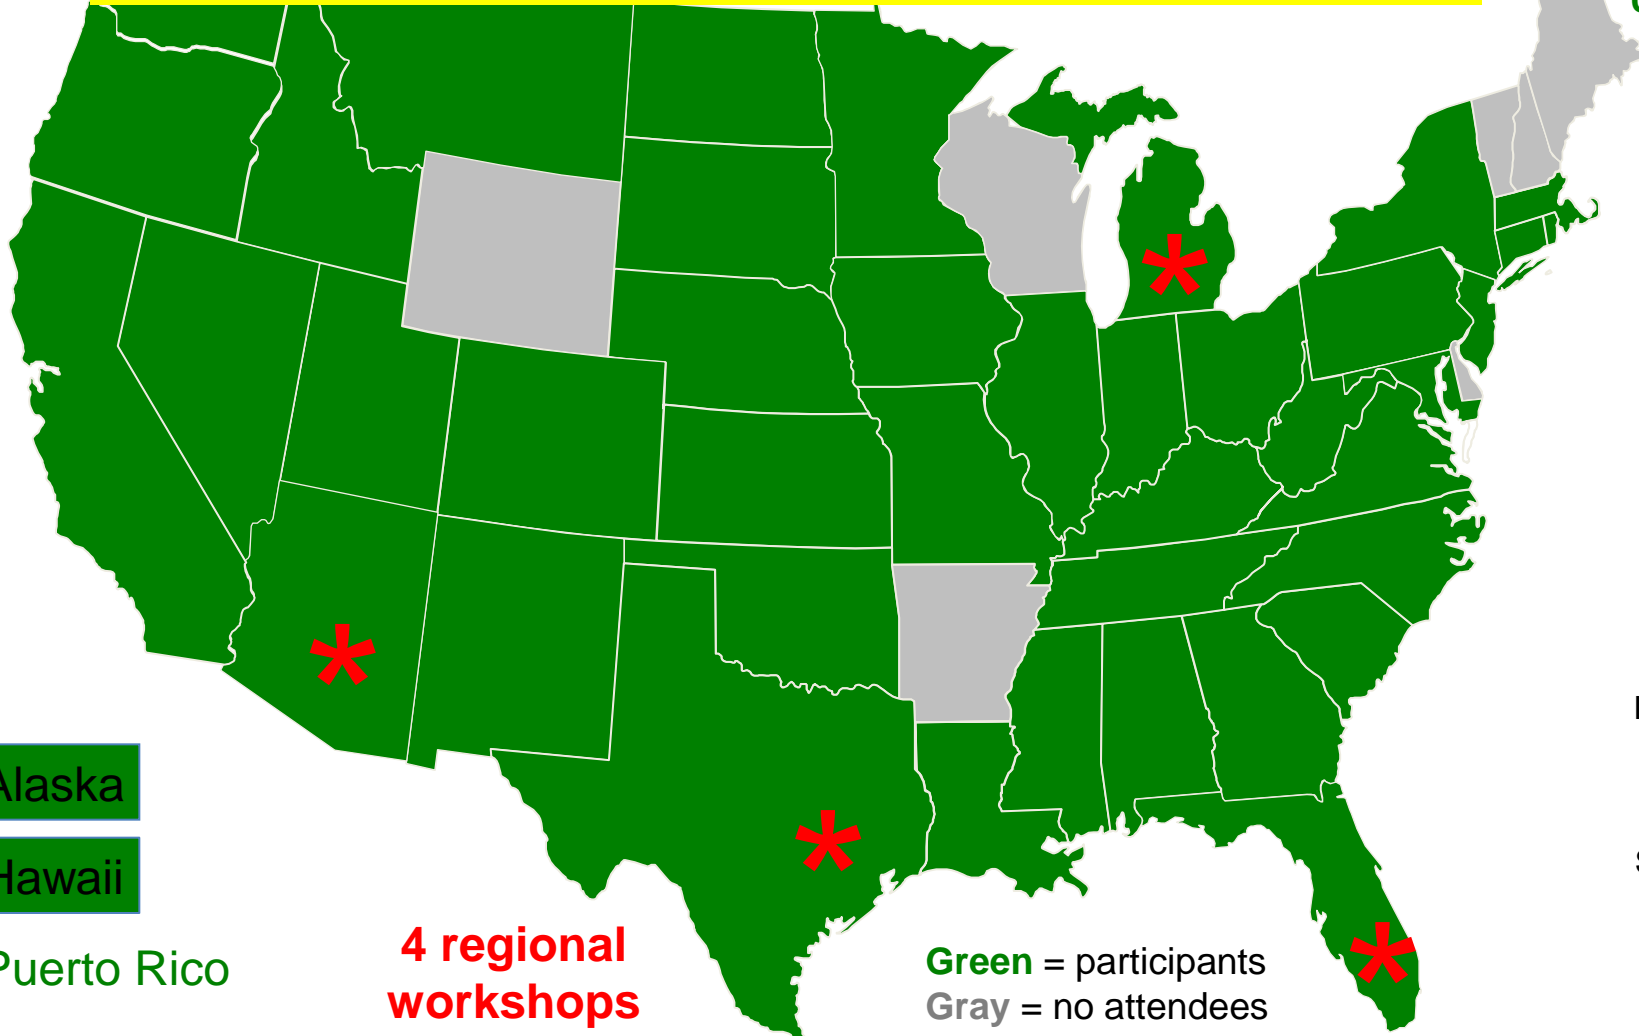 Alaska
Hawaii
Puerto Rico
4 regional
workshops
Green = participants
Gray = no attendees